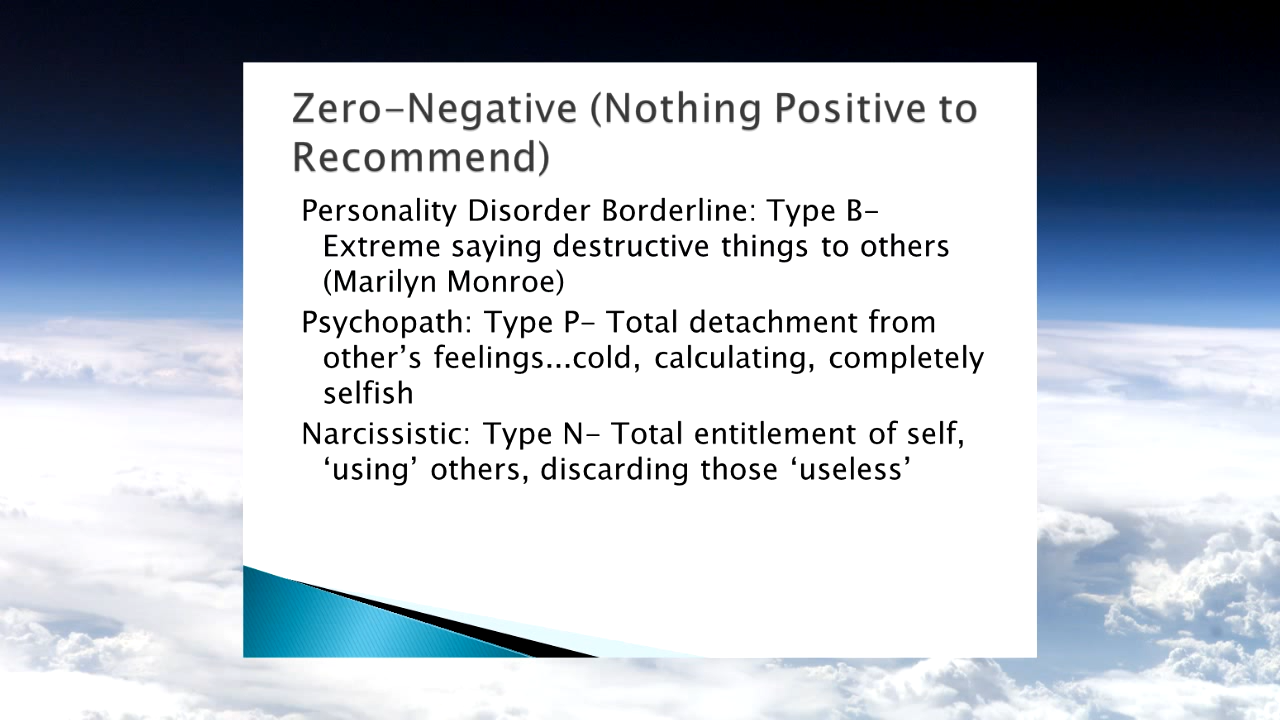 Zero-Negative (Nothing Positive to
Recommend)
Personality Disorder Borderline: Type B-
Extreme saying destructive things to others
(Marilyn Monroe)
Psychopath: Type P- Total detachment from
other’s feelings...cold, calculating, completely
selfish
Narcissistic: Type N- Total entitlement of self,
‘using’ others, discarding those ‘useless’